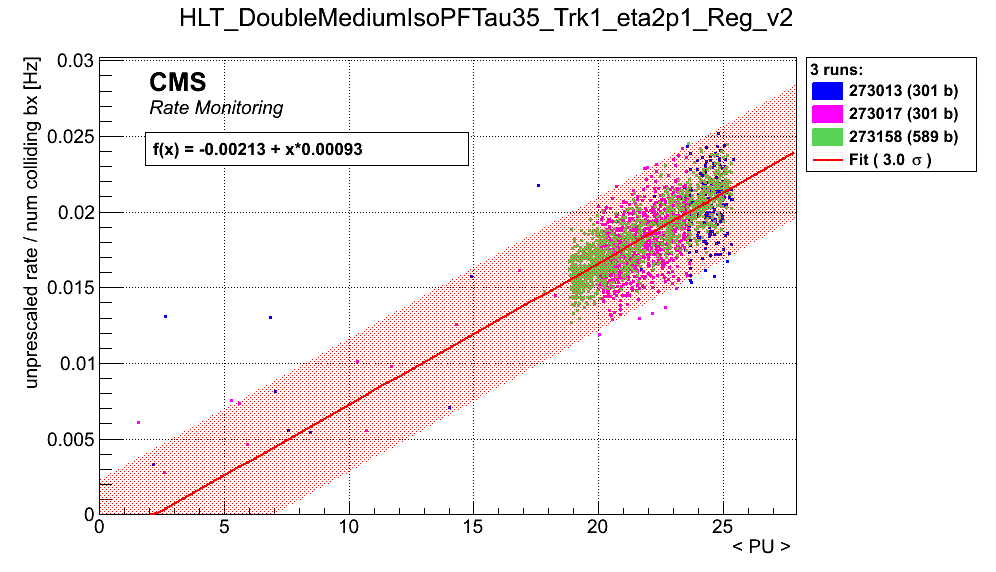 HLT_DoubleMediumIsoPFTau35_Trk1_eta2p1_Reg_v2
unprescaled rate / num colliding bx [Hz]
0.03
0.025
0.02
0.015
0.01
0.005
0
CMS
Rate Monitoring
f(x) = -0.00213 + x*0.00093
3 runs:
273013 (301 b)
273017 (301 b)
273158 (589 b)
Fit ( 3.0 σ )
0 5 10 15 20 25
< PU >